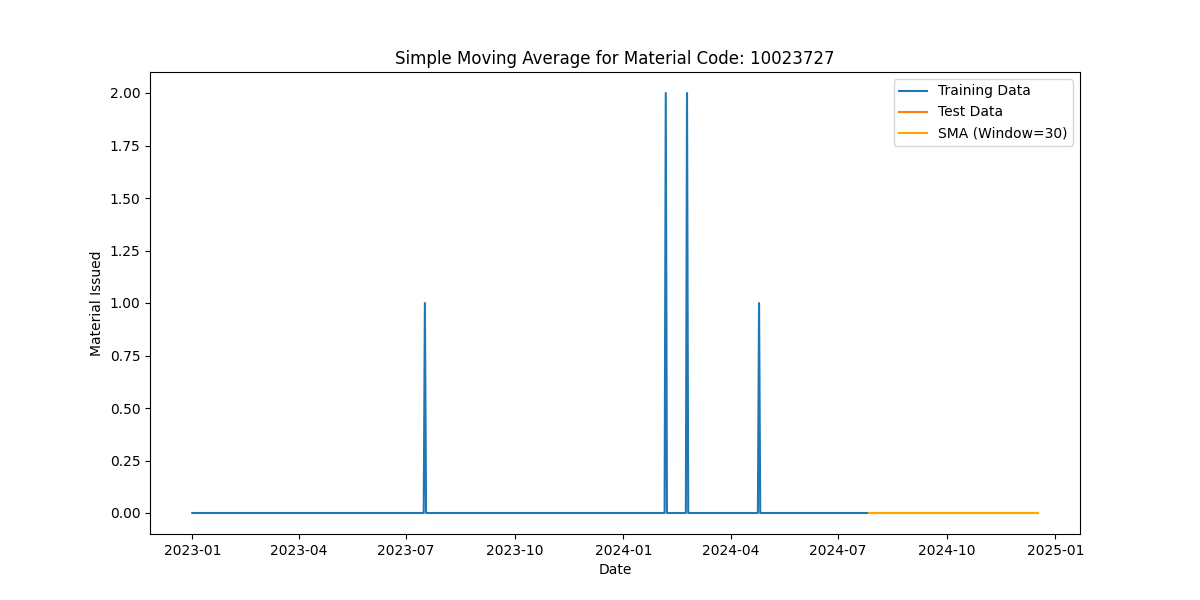 Simple Moving Average for Material Code: 10023727
Training Data
Test Data
SMA (Window=30)
Material Issued
2.00
1.75
1.50
1.25
1.00
0.75
0.50
0.25
0.00
2023-01 2023-04 2023-07 2023-10 2024-01 2024-04 2024-07 2024-10 2025-01
Date